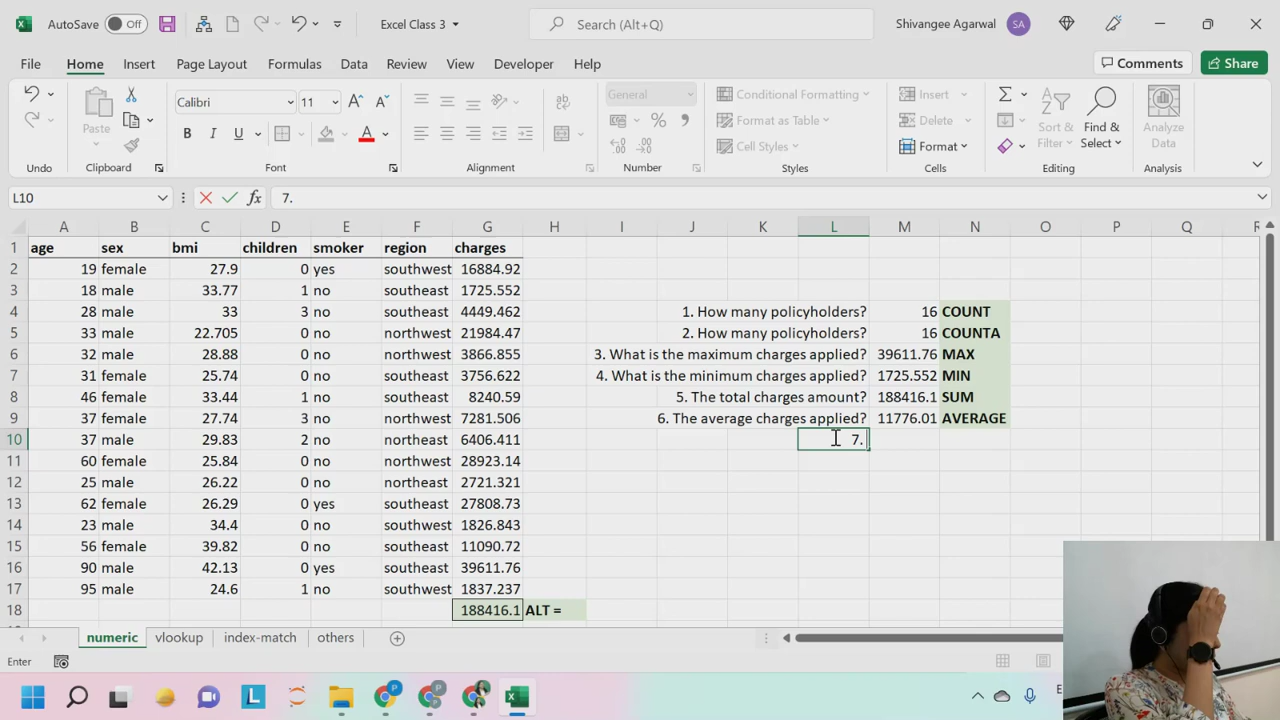 AutoSave Off Excel Class 3 Search (Alt+Q) Shivangee Agarwal SA
File Home Insert Page Layout Formulas Data Review View Developer Help Comments Share
Calibri 11 General Conditional Formatting Insert
Paste Format as Table Delete Sort & Find & Analyze
B I U A % Cell Styles Format Filter Select Data
Undo Clipboard Font Alignment Number Styles Cells Editing Analysis
L10 fx 7.
A B C D E F G H I J K L M N O P Q R
1 age sex bmi children smoker region charges
2 19 female 27.9 0 yes southwest 16884.92
3 18 male 33.77 1 no southeast 1725.552
4 28 male 33 3 no southeast 4449.462 1. How many policyholders? 16 COUNT
5 33 male 22.705 0 no northwest 21984.47 2. How many policyholders? 16 COUNTA
6 32 male 28.88 0 no northwest 3866.855 3. What is the maximum charges applied? 39611.76 MAX
7 31 female 25.74 0 no southeast 3756.622 4. What is the minimum charges applied? 1725.552 MIN
8 46 female 33.44 1 no southeast 8240.59 5. The total charges amount? 188416.1 SUM
9 37 female 27.74 3 no northwest 7281.506 6. The average charges applied? 11776.01 AVERAGE
10 37 male 29.83 2 no northeast 6406.411 7.
11 60 female 25.84 0 no northwest 28923.14
12 25 male 26.22 0 no northeast 2721.321
13 62 female 26.29 0 yes southeast 27808.73
14 23 male 34.4 0 no southwest 1826.843
15 56 female 39.82 0 no southeast 11090.72
16 90 male 42.13 0 yes southeast 39611.76
17 95 male 24.6 1 no southwest 1837.237
18 188416.1 ALT =
numeric vlookup index-match others
Enter